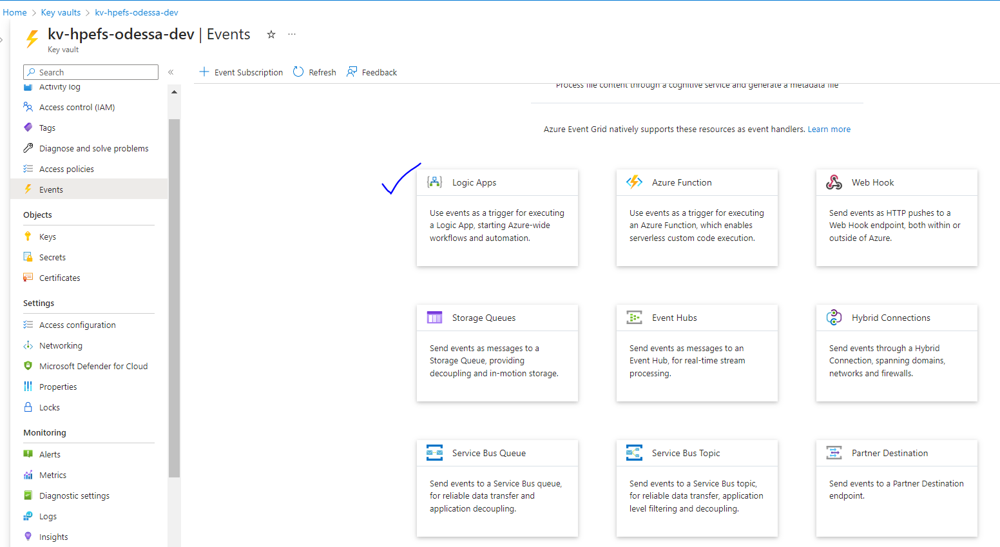 Home > Key vaults > kv-hpefs-odessa-dev
kv-hpefs-odessa-dev | Events
Key vault
Search
Event Subscription Refresh Feedback
Activity log
Access control (IAM)
Tags
Diagnose and solve problems
Access policies
Events
Objects
Keys
Secrets
Certificates
Settings
Access configuration
Networking
Microsoft Defender for Cloud
Properties
Locks
Monitoring
Alerts
Metrics
Diagnostic settings
Logs
Insights
Process file content through a cognitive service and generate a metadata file
Azure Event Grid natively supports these resources as event handlers. Learn more
Logic Apps
Use events as a trigger for executing
a Logic App, starting Azure-wide
workflows and automation.
Azure Function
Use events as a trigger for executing
an Azure Function, which enables
serverless custom code execution.
Web Hook
Send events as HTTP pushes to a
Web Hook endpoint, both within or
outside of Azure.
Storage Queues
Send events as messages to a
Storage Queue, providing
decoupling and in-motion storage.
Event Hubs
Send events as messages to an
Event Hub, for real-time stream
processing.
Hybrid Connections
Send events through a Hybrid
Connection, spanning domains,
networks and firewalls.
Service Bus Queue
Send events to a Service Bus queue,
for reliable data transfer and
application decoupling.
Service Bus Topic
Send events to a Service Bus topic,
for reliable data transfer, application
level filtering and decoupling.
Partner Destination
Send events to a Partner Destination
endpoint.